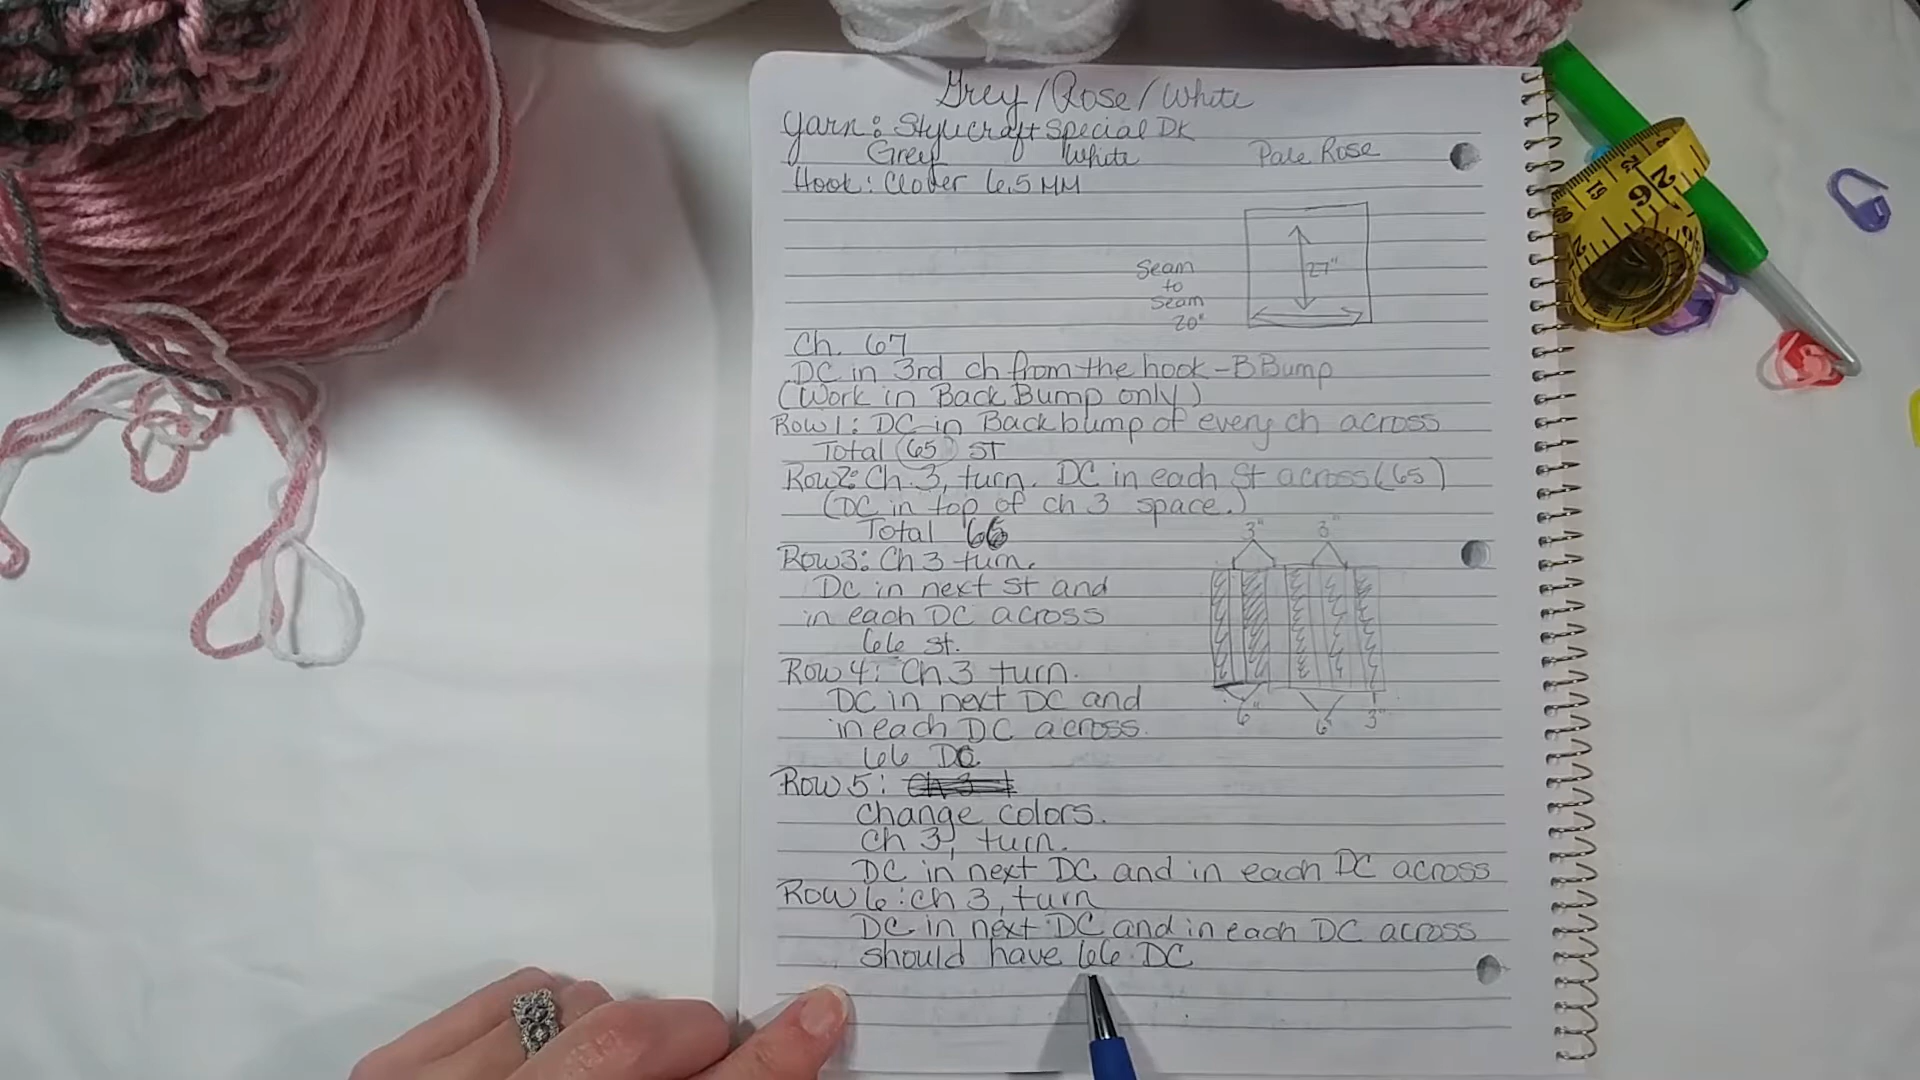 Grey/Rose/White
Yarn: Stylecraft Special DK
Grey White Pale Rose
Hook: Clover 6.5 MM
27"
Seam
to
Seam
20"
Ch. 67
DC in 3rd ch from the hook - B Bump
(Work in Back Bump only)
Row 1: DC in Back bump of every ch across
Total 65 ST
Row 2: Ch. 3, turn. DC in each St across (65)
(DC in top of ch 3 space.)
Total 66
3" 3"
Row 3: Ch 3 turn.
DC in next st and
in each DC across
66 st.
Row 4: Ch 3 turn.
DC in next DC and
in each DC across.
6" 6" 3"
66 DC
Row 5:
Change colors.
Ch 3, turn.
DC in next DC and in each DC across
Row 6: Ch 3, turn
DC in next DC and in each DC across
should have 66 DC
26